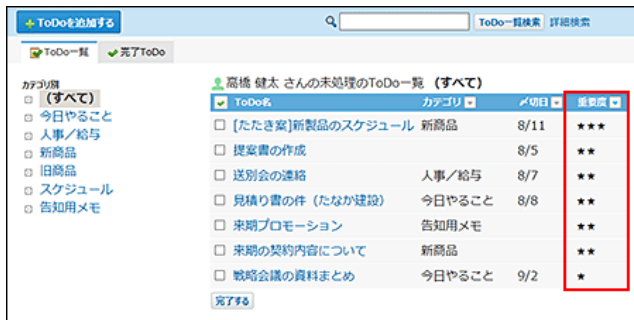 ToDoを追加する
ToDo一覧検索 詳細検索
ToDo一覧 完了ToDo
カテゴリ別
(すべて)
今日やること
人事／給与
新商品
旧商品
スケジュール
告知用メモ
高橋 健太 さんの未処理のToDo一覧 (すべて)
ToDo名 カテゴリ 〆切日 重要度
[たたき案]新製品のスケジュール 新商品 8/11 ★★★
提案書の作成 8/5 ★★
送別会の連絡 人事／給与 8/7 ★★
見積り書の件（たなか建設） 今日やること 8/8 ★★
来期プロモーション 告知用メモ ★★
来期の契約内容について 新商品 ★★
戦略会議の資料まとめ 今日やること 9/2 ★
完了する